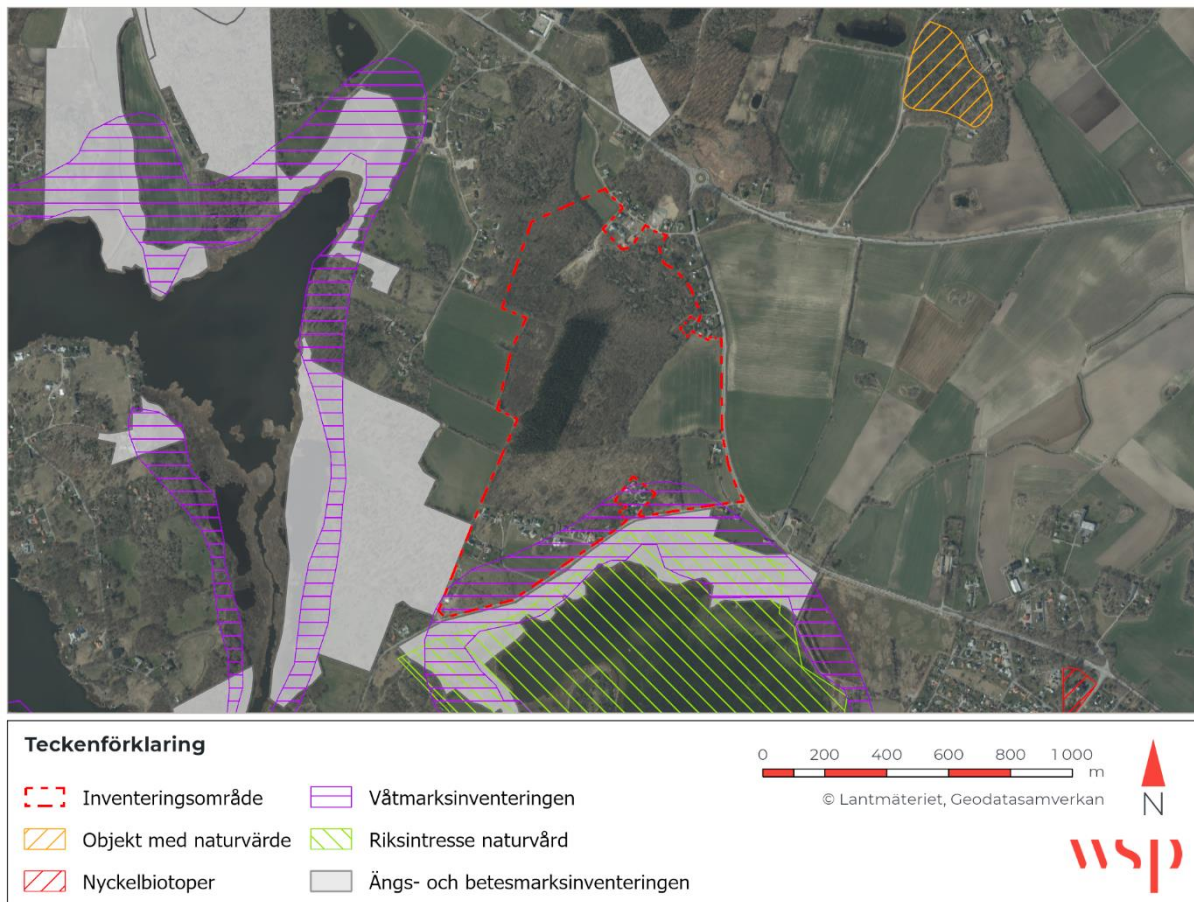 Teckenförklaring
Inventeringsområde
Objekt med naturvärde
Nyckelbiotoper
Våtmarksinventeringen
Riksintresse naturvård
Ängs- och betesmarksinventeringen
0 200 400 600 800 1 000
m
© Lantmäteriet, Geodatasamverkan
N
wsp